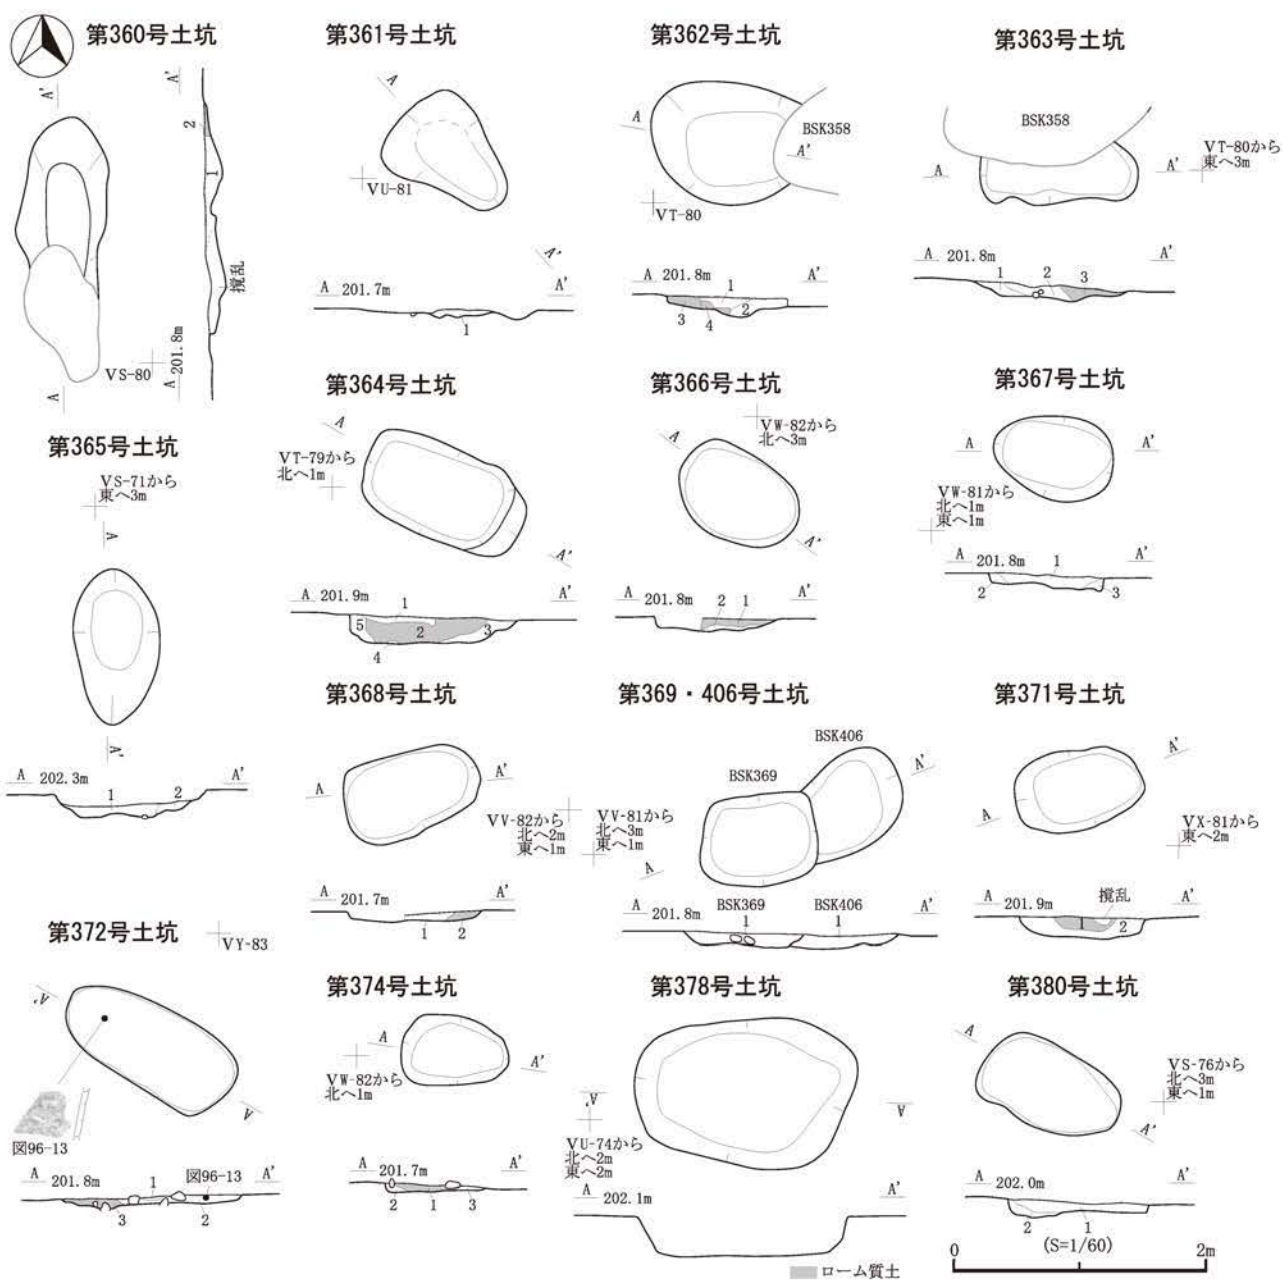 第360号土坑
A'
A'
2
1
撹乱
201.8m
A
A
VS-80
第361号土坑
A
VU-81
A'
A 201.7m A'
1
第362号土坑
A
BSK358
A'
VT-80
A 201.8m A'
1
2
3
4
第363号土坑
BSK358
A A'
VT-80から
東へ3m
A 201.8m A'
1 2 3
第364号土坑
A
VT-79から
北へ1m
A'
A 201.9m A'
1
5 2 3
4
第365号土坑
VS-71から
東へ3m
A
A'
A 202.3m A'
1 2
第366号土坑
VW-82から
北へ3m
A
A'
A 201.8m A'
2 1
第367号土坑
A A'
VW-81から
北へ1m
東へ1m
A 201.8m A'
1
2 3
第368号土坑
A A'
VV-82から
北へ2m
東へ1m
A 201.7m A'
1 2
第369・406号土坑
BSK406
BSK369
A'
VV-81から
北へ3m
東へ1m
A
A 201.8m A'
BSK369 BSK406
1 1
第371号土坑
A'
A
VX-81から
東へ2m
A 201.9m A'
撹乱
1 2
第372号土坑
VY-83
A'
A
図96-13
A 201.8m A'
1 図96-13
3 2
第374号土坑
A A'
VW-82から
北へ1m
A 201.7m A'
2 1 3
第378号土坑
A' A
VU-74から
北へ2m
東へ2m
A 202.1m A'
第380号土坑
A
VS-76から
北へ3m
東へ1m
A'
A 202.0m A'
2 1
(S=1/60)
0 2m
ローム質土